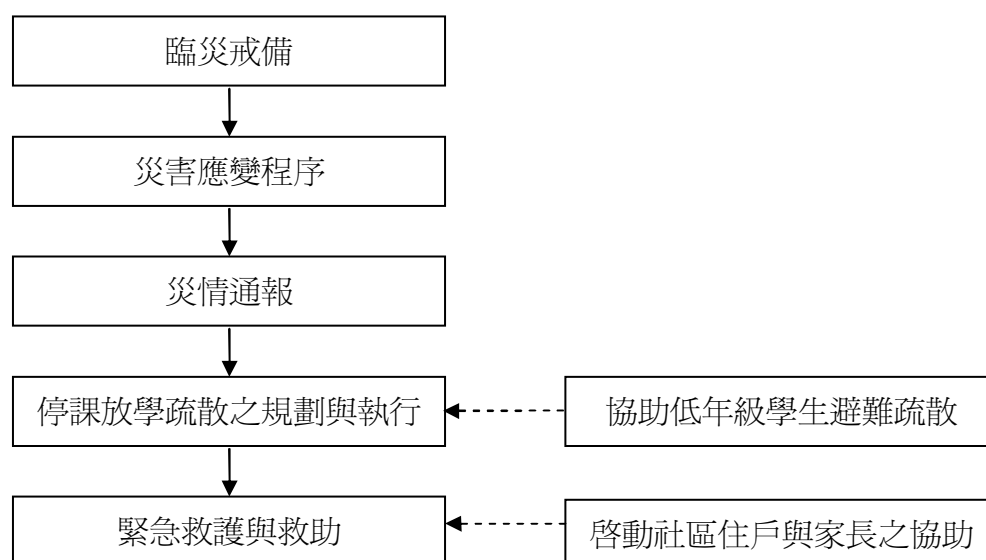 臨災戒備
災害應變程序
災情通報
停課放學疏散之規劃與執行
協助低年級學生避難疏散
緊急救護與救助
啓動社區住戶與家長之協助